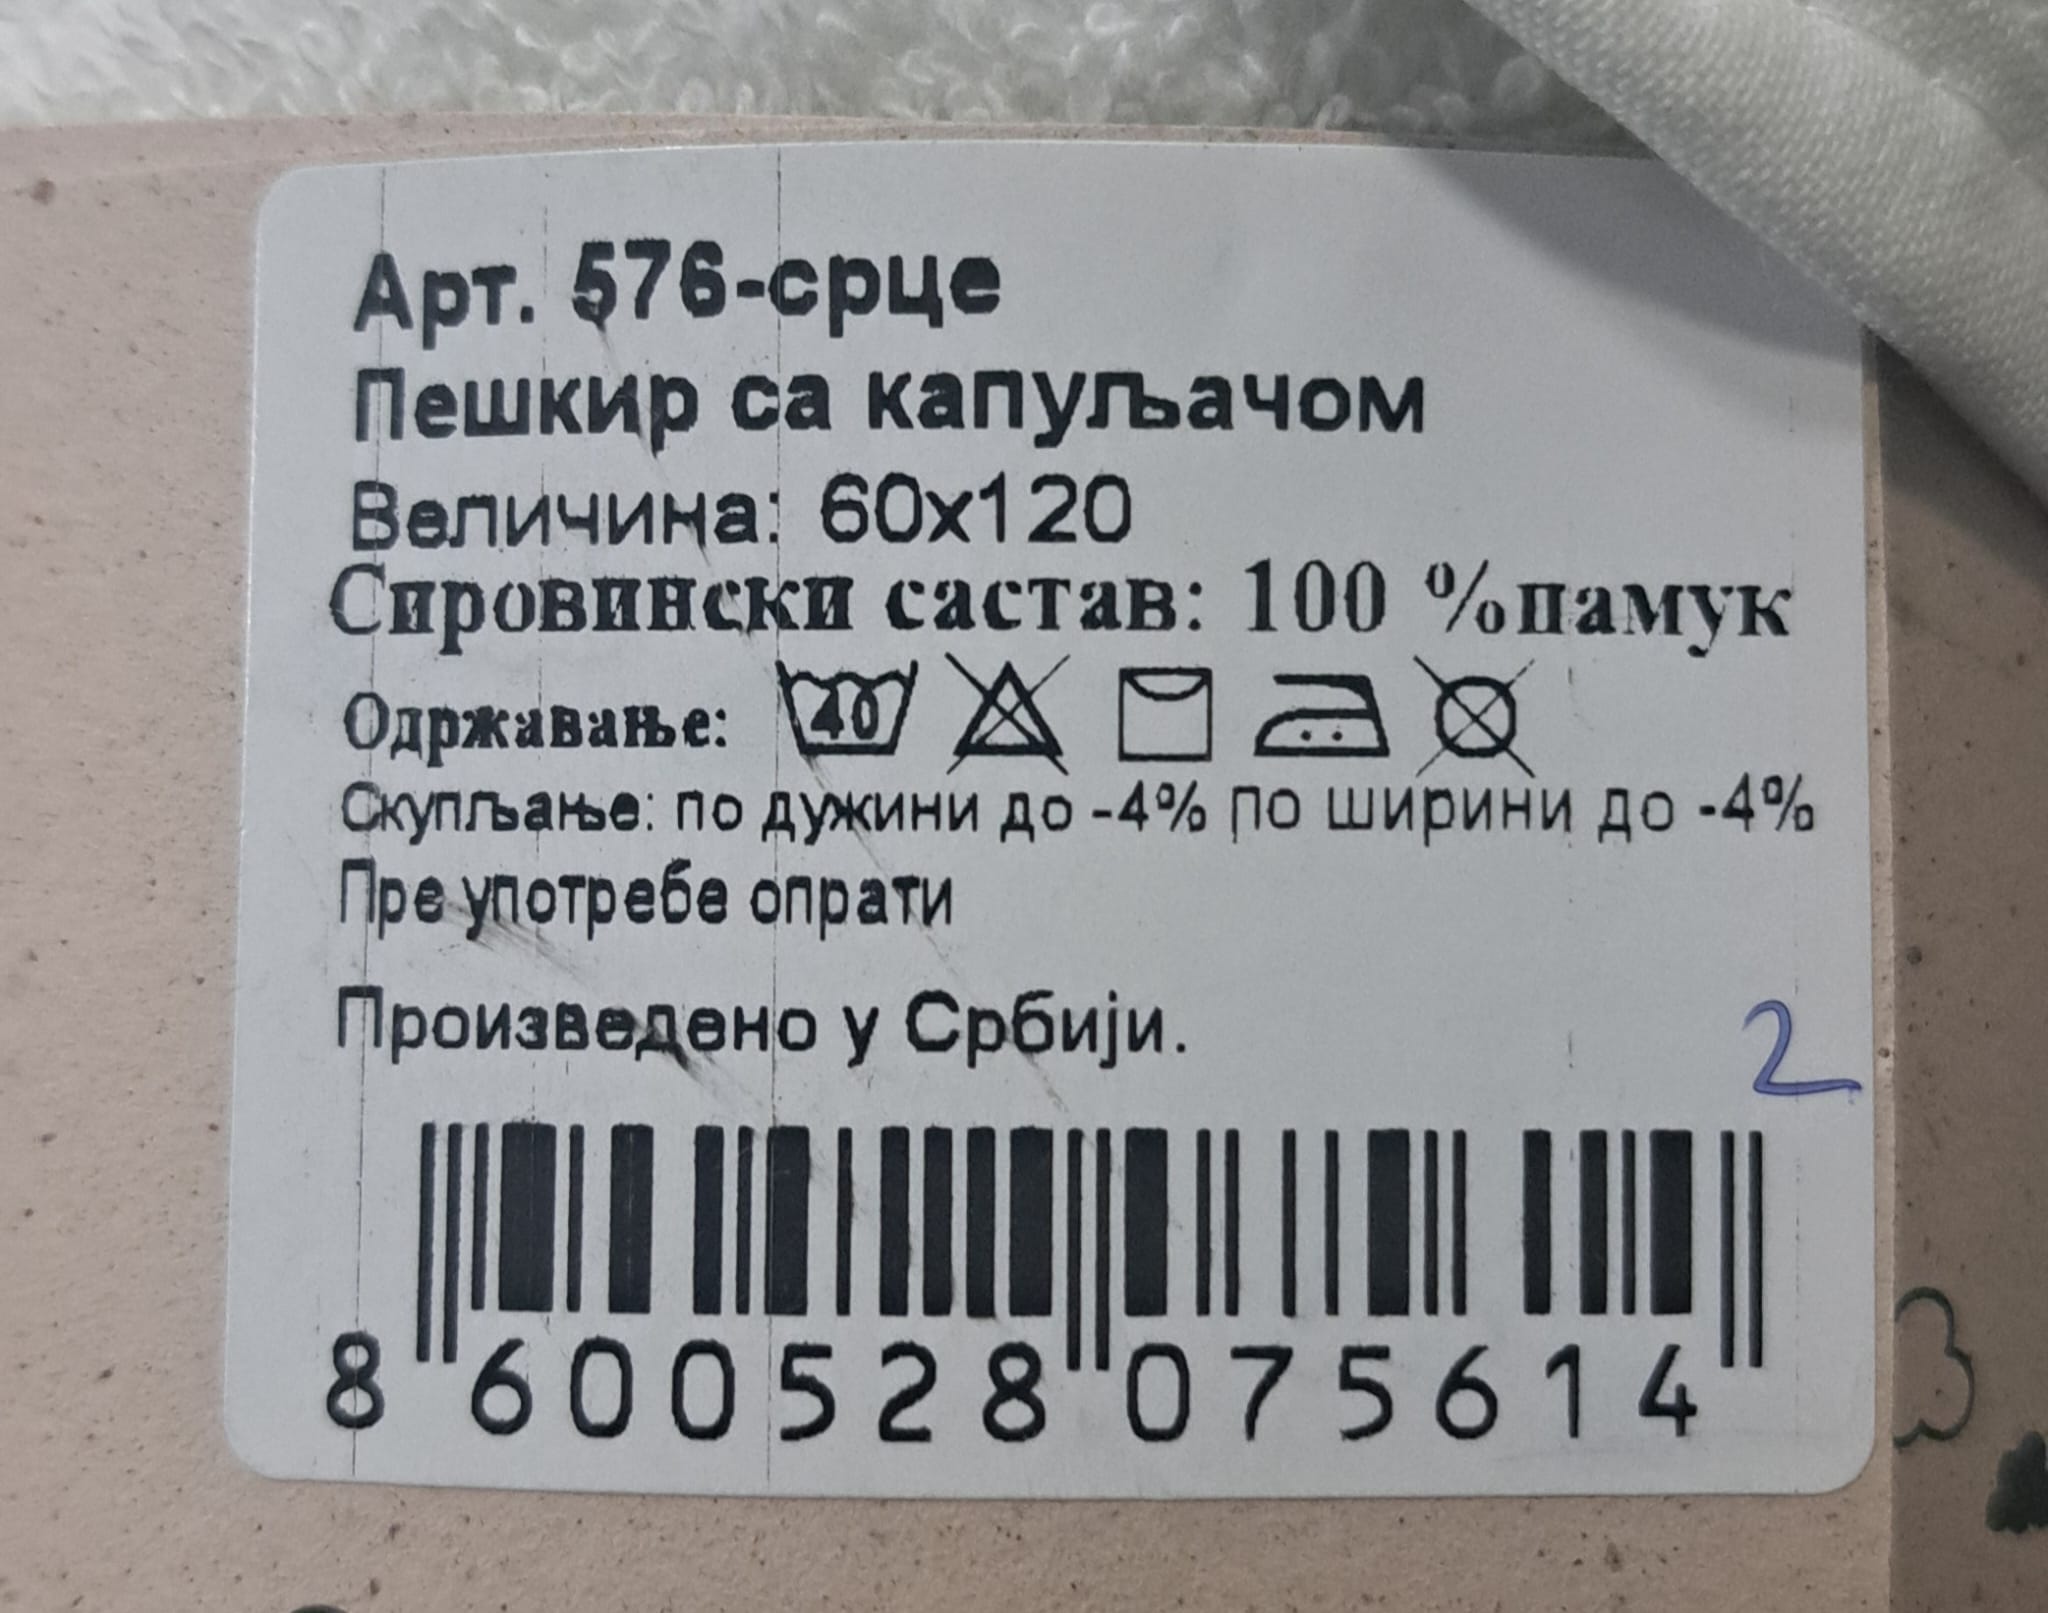 Арт. 576-срце
Пешкир са капуљачом
Величина: 60x120
Сировински састав: 100 %памук
Одржавање: 40
Скупљање: по дужини до -4% по ширини до -4%
Пре употребе опрати
Произведено у Србији.
2
8 600528 075614